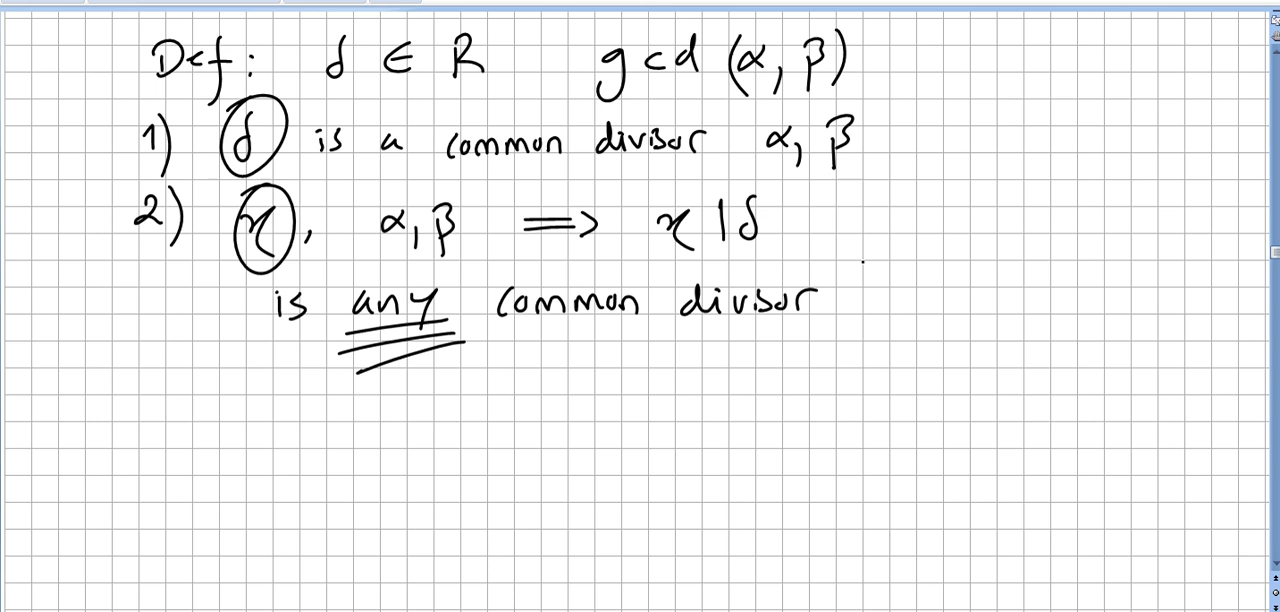 Def: δ ∈ R gcd (α, β)
1) δ is a common divisor α, β
2) η, α, β ⟹ η | δ
is any common divisor